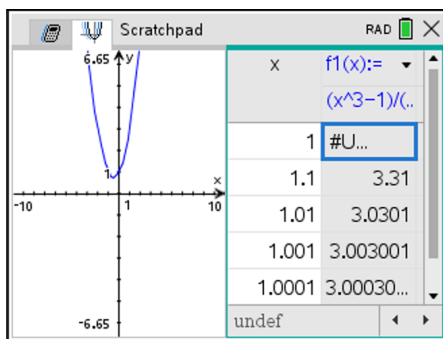 Scratchpad
RAD
6.65
y
1
x
-10
1
10
-6.65
x f1(x):=
(x^3-1)/(..
1 #U...
1.1 3.31
1.01 3.0301
1.001 3.003001
1.0001 3.00030...
undef